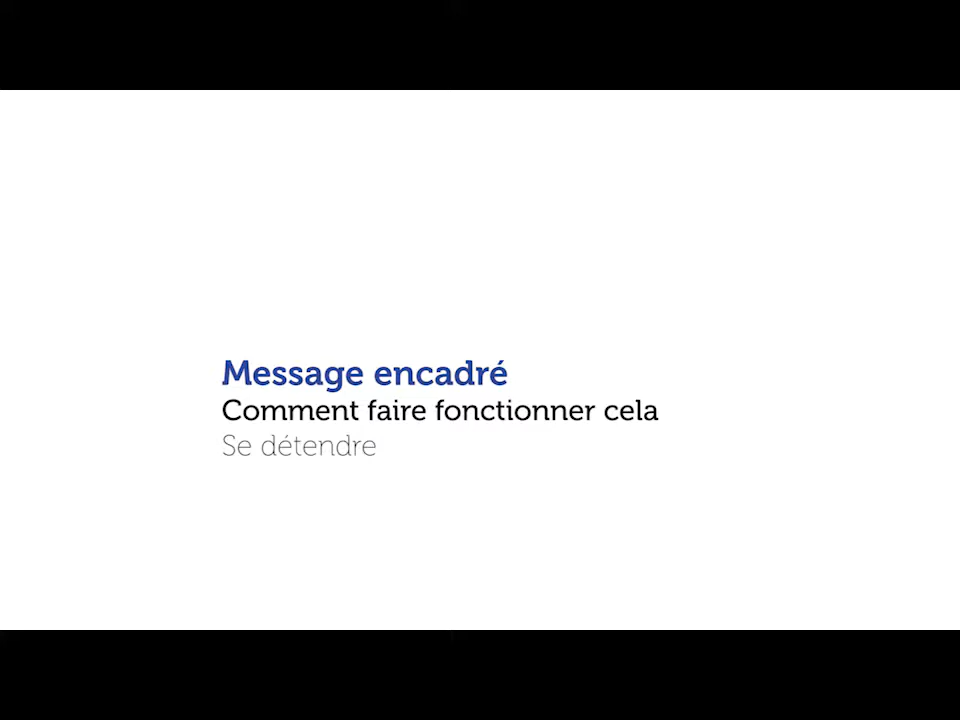 Message encadré
Comment faire fonctionner cela
Se détendre